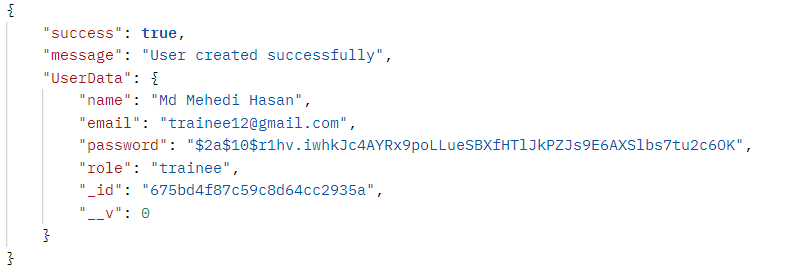 {
    "success": true,
    "message": "User created successfully",
    "UserData": {
        "name": "Md Mehedi Hasan",
        "email": "trainee12@gmail.com",
        "password": "$2a$10$r1hv.iwhkJc4AYRx9poLLueSBXfHTlJkPZJs9E6AXSlbs7tu2c6OK",
        "role": "trainee",
        "_id": "675bd4f87c59c8d64cc2935a",
        "__v": 0
    }
}